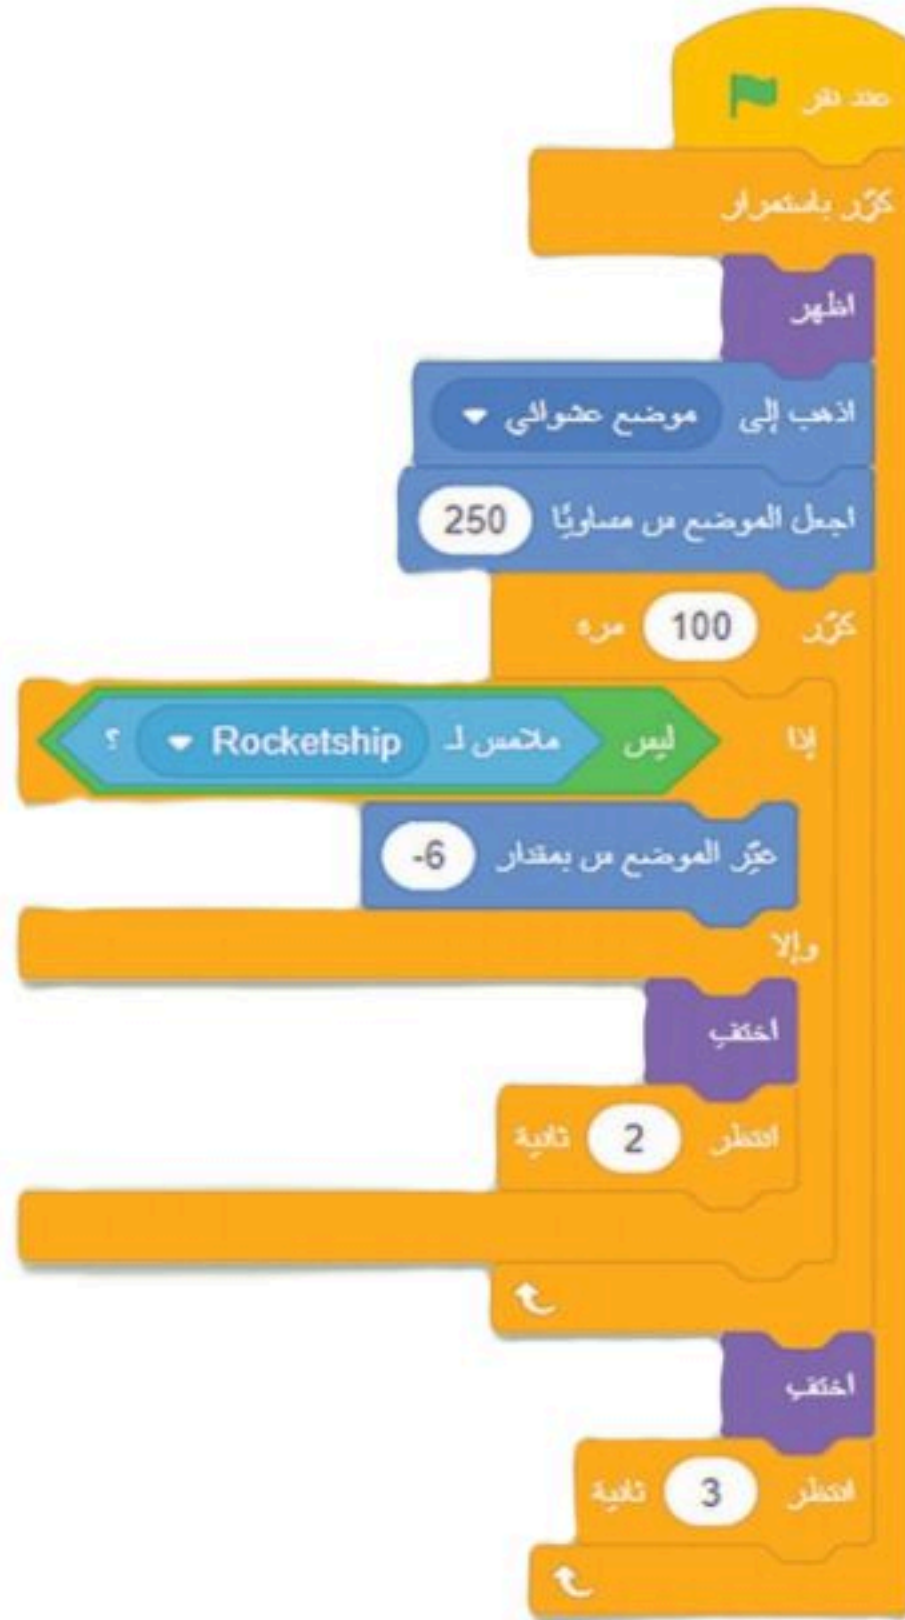 عند نقر
كرّر باستمرار
اظهر
اذهب إلى موضع عشوائي
اجعل الموضع س مساويًا 250
كرّر 100 مرة
إذا ليس ملامس لـ Rocketship ؟
غيّر الموضع س بمقدار -6
وإلا
اختفِ
انتظر 2 ثانية
اختفِ
انتظر 3 ثانية